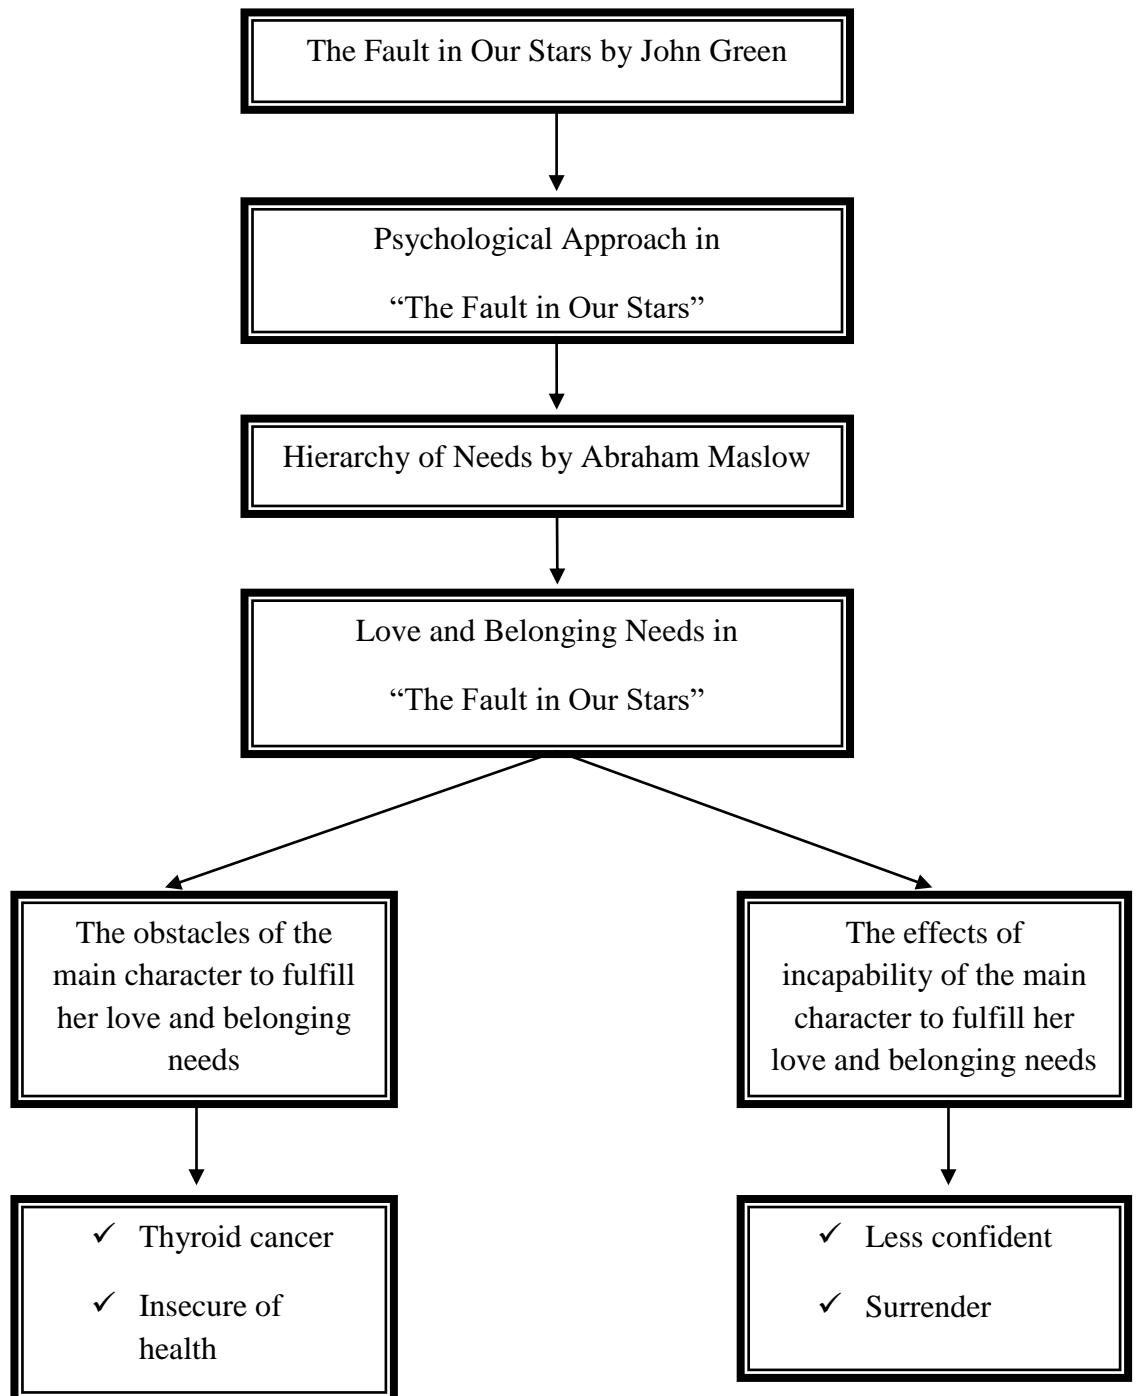 The Fault in Our Stars by John Green
Psychological Approach in
“The Fault in Our Stars”
Hierarchy of Needs by Abraham Maslow
Love and Belonging Needs in
“The Fault in Our Stars”
The obstacles of the
main character to fulfill
her love and belonging
needs
The effects of
incapability of the main
character to fulfill her
love and belonging needs
✓ Thyroid cancer
✓ Insecure of
health
✓ Less confident
✓ Surrender